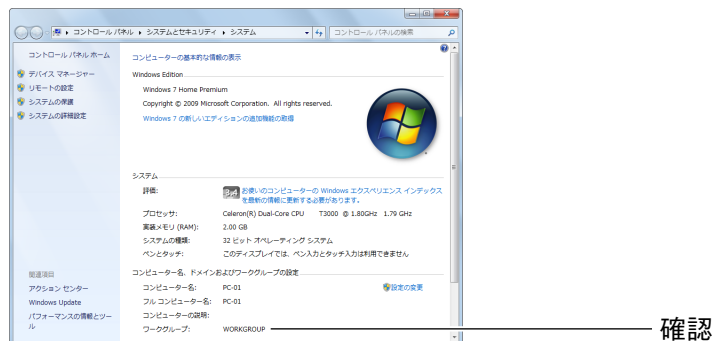 コントロール パネル ▸ システムとセキュリティ ▸ システム
コントロール パネルの検索
コントロール パネル ホーム
デバイス マネージャー
リモートの設定
システムの保護
システムの詳細設定
コンピューターの基本的な情報の表示
Windows Edition
Windows 7 Home Premium
Copyright © 2009 Microsoft Corporation. All rights reserved.
Windows 7 の新しいエディションの追加機能の取得
システム
評価:
お使いのコンピューターの Windows エクスペリエンス インデックス
を最新の情報に更新する必要があります。
プロセッサ: Celeron(R) Dual-Core CPU T3000 @ 1.80GHz 1.79 GHz
実装メモリ (RAM): 2.00 GB
システムの種類: 32 ビット オペレーティング システム
ペンとタッチ: このディスプレイでは、ペン入力とタッチ入力は利用できません
コンピューター名、ドメインおよびワークグループの設定
コンピューター名: PC-01 設定の変更
フル コンピューター名: PC-01
コンピューターの説明:
ワークグループ: WORKGROUP
関連項目
アクション センター
Windows Update
パフォーマンスの情報とツー
ル
確認